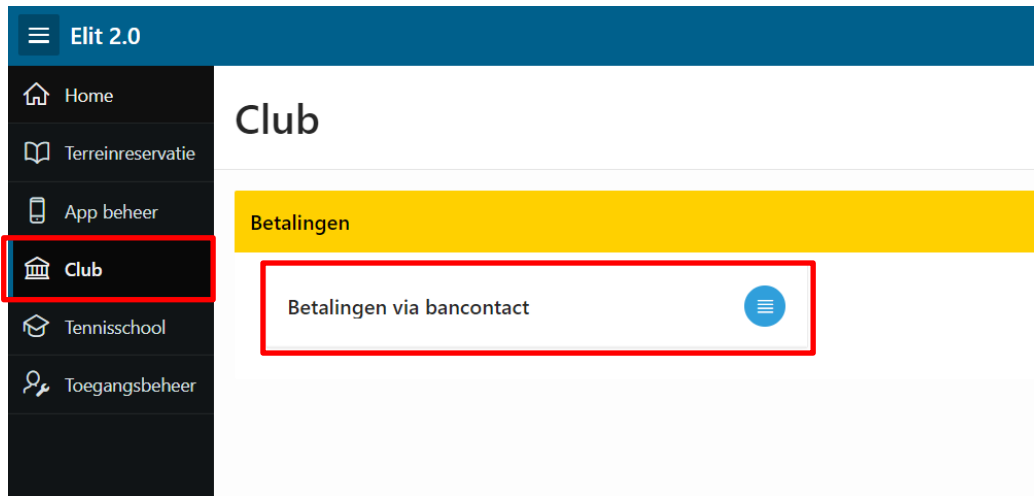 Elit 2.0
Home
Terreinreservatie
App beheer
Club
Tennisschool
Toegangsbeheer
Club
Betalingen
Betalingen via bancontact